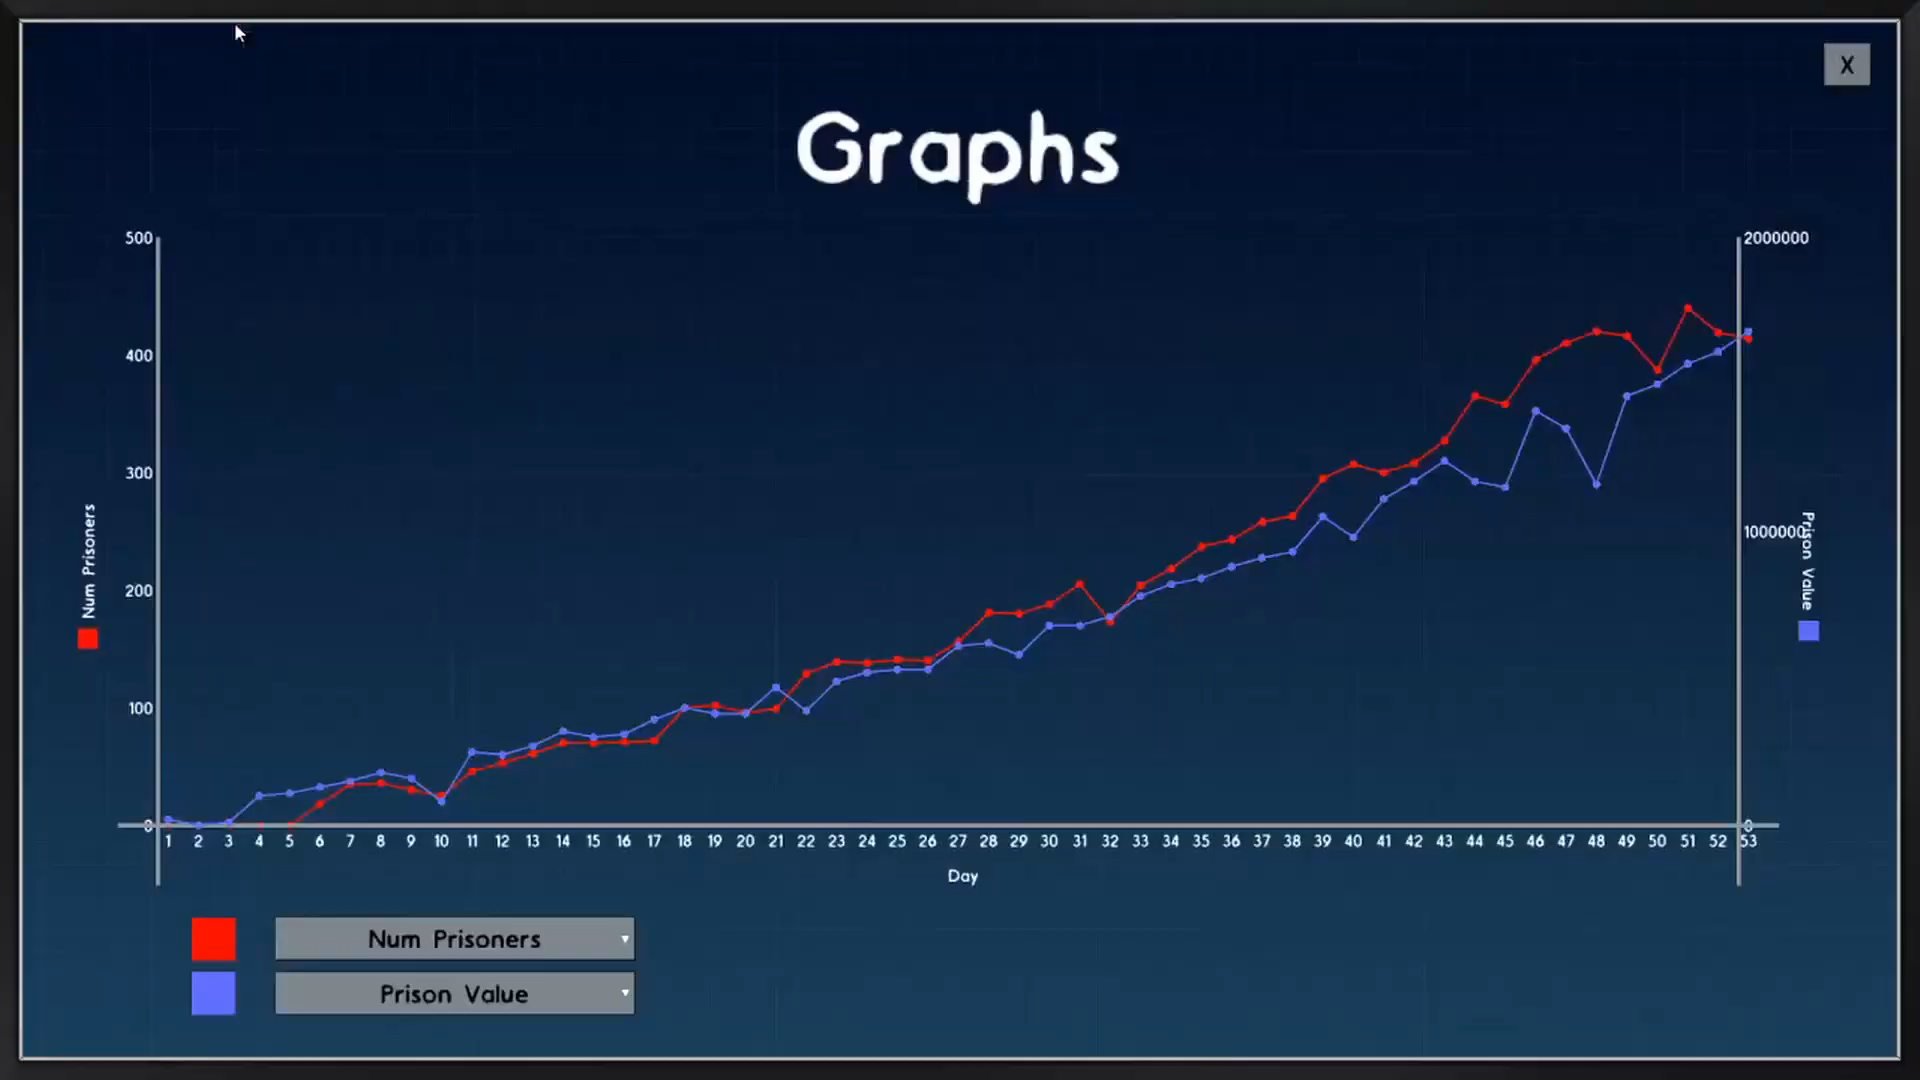 X
Graphs
500
400
300
200
100
0
Num Prisoners
2000000
1000000
0
Prison Value
1 2 3 4 5 6 7 8 9 10 11 12 13 14 15 16 17 18 19 20 21 22 23 24 25 26 27 28 29 30 31 32 33 34 35 36 37 38 39 40 41 42 43 44 45 46 47 48 49 50 51 52 53
Day
Num Prisoners
Prison Value